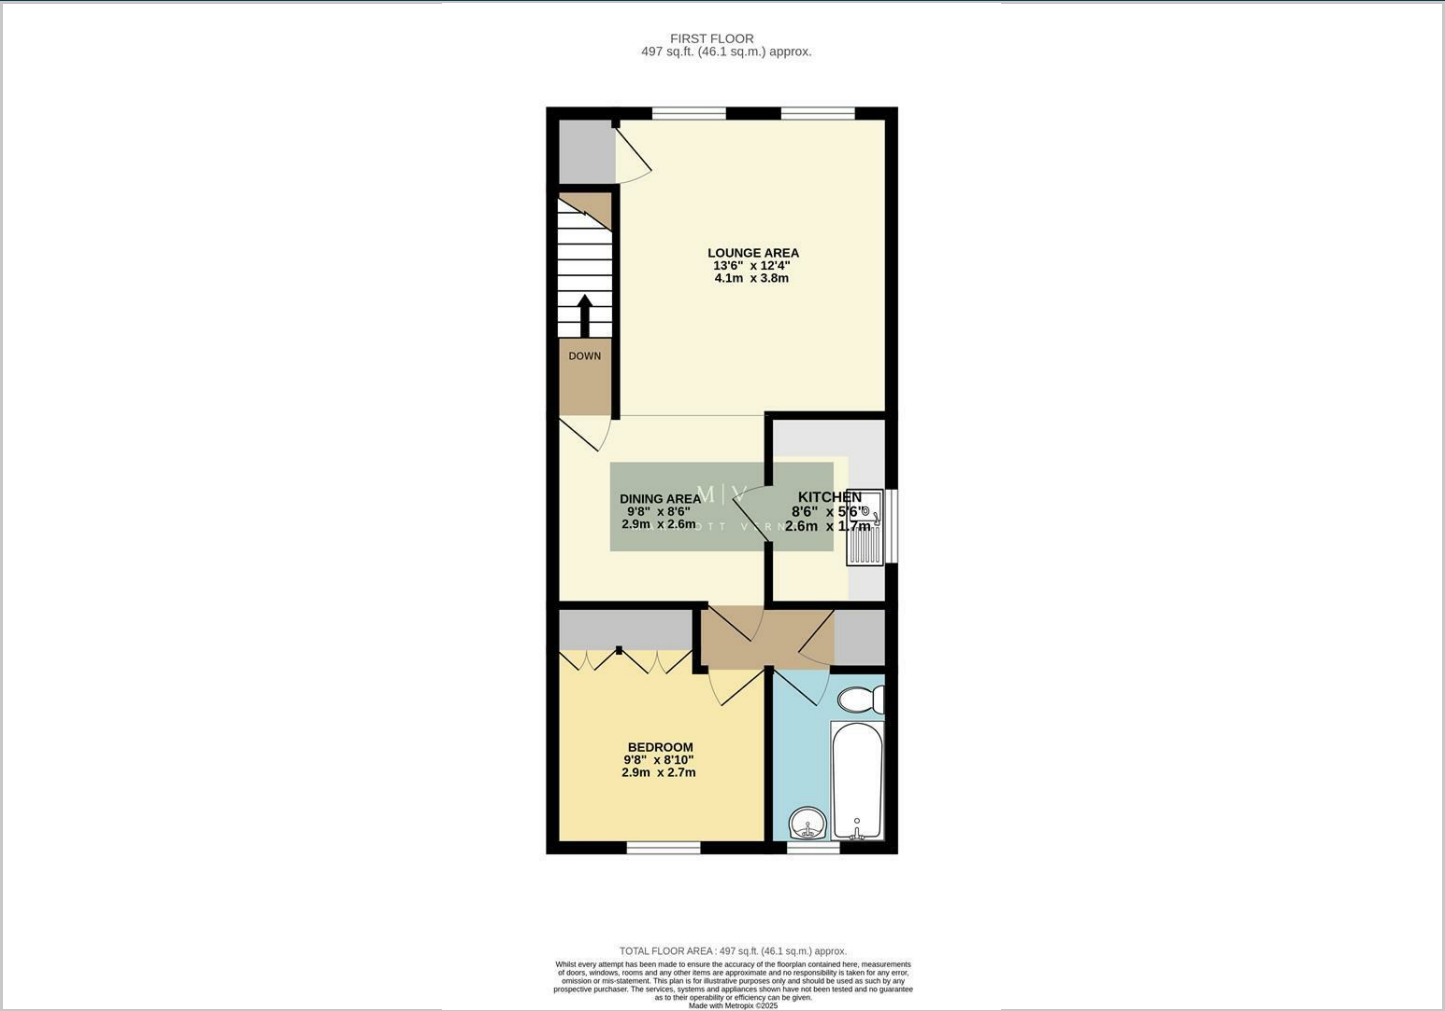 FIRST FLOOR
497 sq.ft. (46.1 sq.m.) approx.
LOUNGE AREA
13'6" x 12'4"
4.1m x 3.8m
DOWN
M|V
DINING AREA
9'8" x 8'6"
2.9m x 2.6m
KITCHEN
8'6" x 5'6"
2.6m x 1.7m
BEDROOM
9'8" x 8'10"
2.9m x 2.7m
TOTAL FLOOR AREA : 497 sq.ft. (46.1 sq.m.) approx.
Whilst every attempt has been made to ensure the accuracy of the floorplan contained here, measurements
of doors, windows, rooms and any other items are approximate and no responsibility is taken for any error,
omission or mis-statement. This plan is for illustrative purposes only and should be used as such by any
prospective purchaser. The services, systems and appliances shown have not been tested and no guarantee
as to their operability or efficiency can be given.
Made with Metropix ©2025